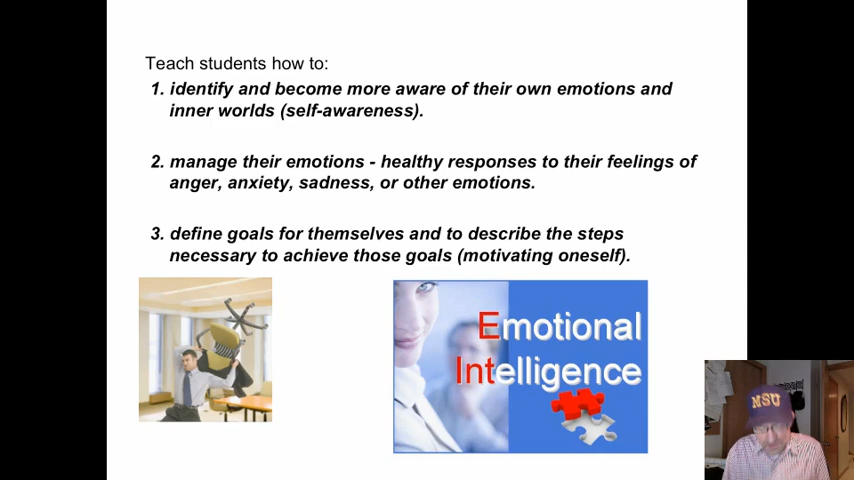 Teach students how to:
1. identify and become more aware of their own emotions and
inner worlds (self-awareness).
2. manage their emotions - healthy responses to their feelings of
anger, anxiety, sadness, or other emotions.
3. define goals for themselves and to describe the steps
necessary to achieve those goals (motivating oneself).
Emotional
Intelligence
NSU